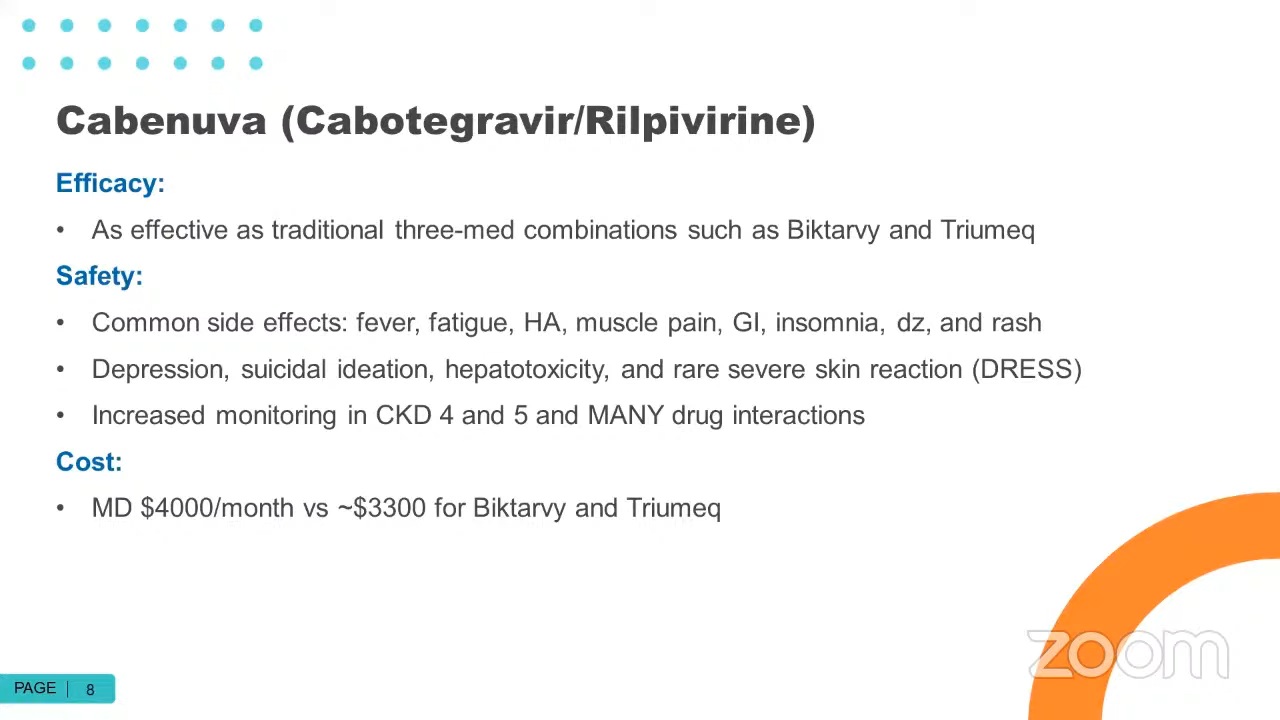 Cabenuva (Cabotegravir/Rilpivirine)
Efficacy:
• As effective as traditional three-med combinations such as Biktarvy and Triumeq
Safety:
• Common side effects: fever, fatigue, HA, muscle pain, GI, insomnia, dz, and rash
• Depression, suicidal ideation, hepatotoxicity, and rare severe skin reaction (DRESS)
• Increased monitoring in CKD 4 and 5 and MANY drug interactions
Cost:
• MD $4000/month vs ~$3300 for Biktarvy and Triumeq
zoom
PAGE | 8